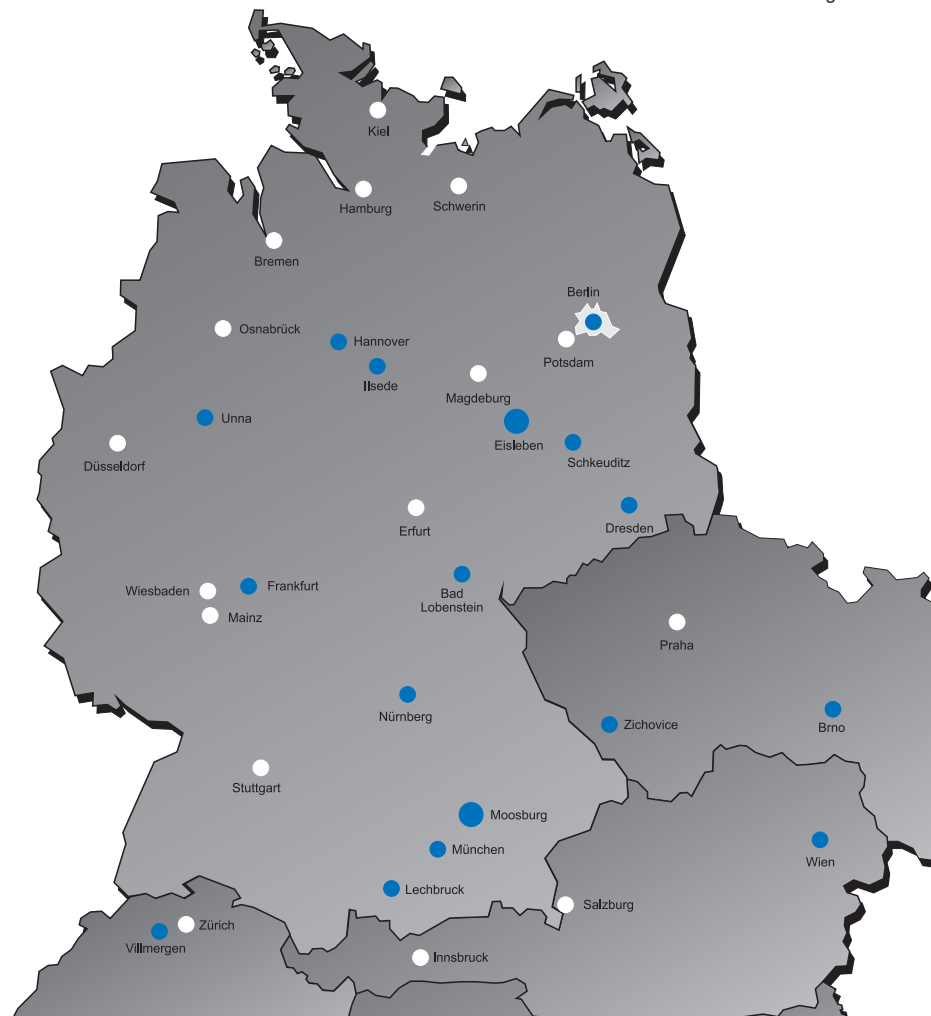 g
Kiel
Hamburg
Schwerin
Bremen
Berlin
Osnabrück
Hannover
Potsdam
Ilsede
Magdeburg
Unna
Eisleben
Düsseldorf
Schkeuditz
Erfurt
Dresden
Wiesbaden
Frankfurt
Bad
Lobenstein
Mainz
Praha
Nürnberg
Zichovice
Brno
Stuttgart
Moosburg
München
Wien
Lechbruck
Salzburg
Zürich
Villmergen
Innsbruck